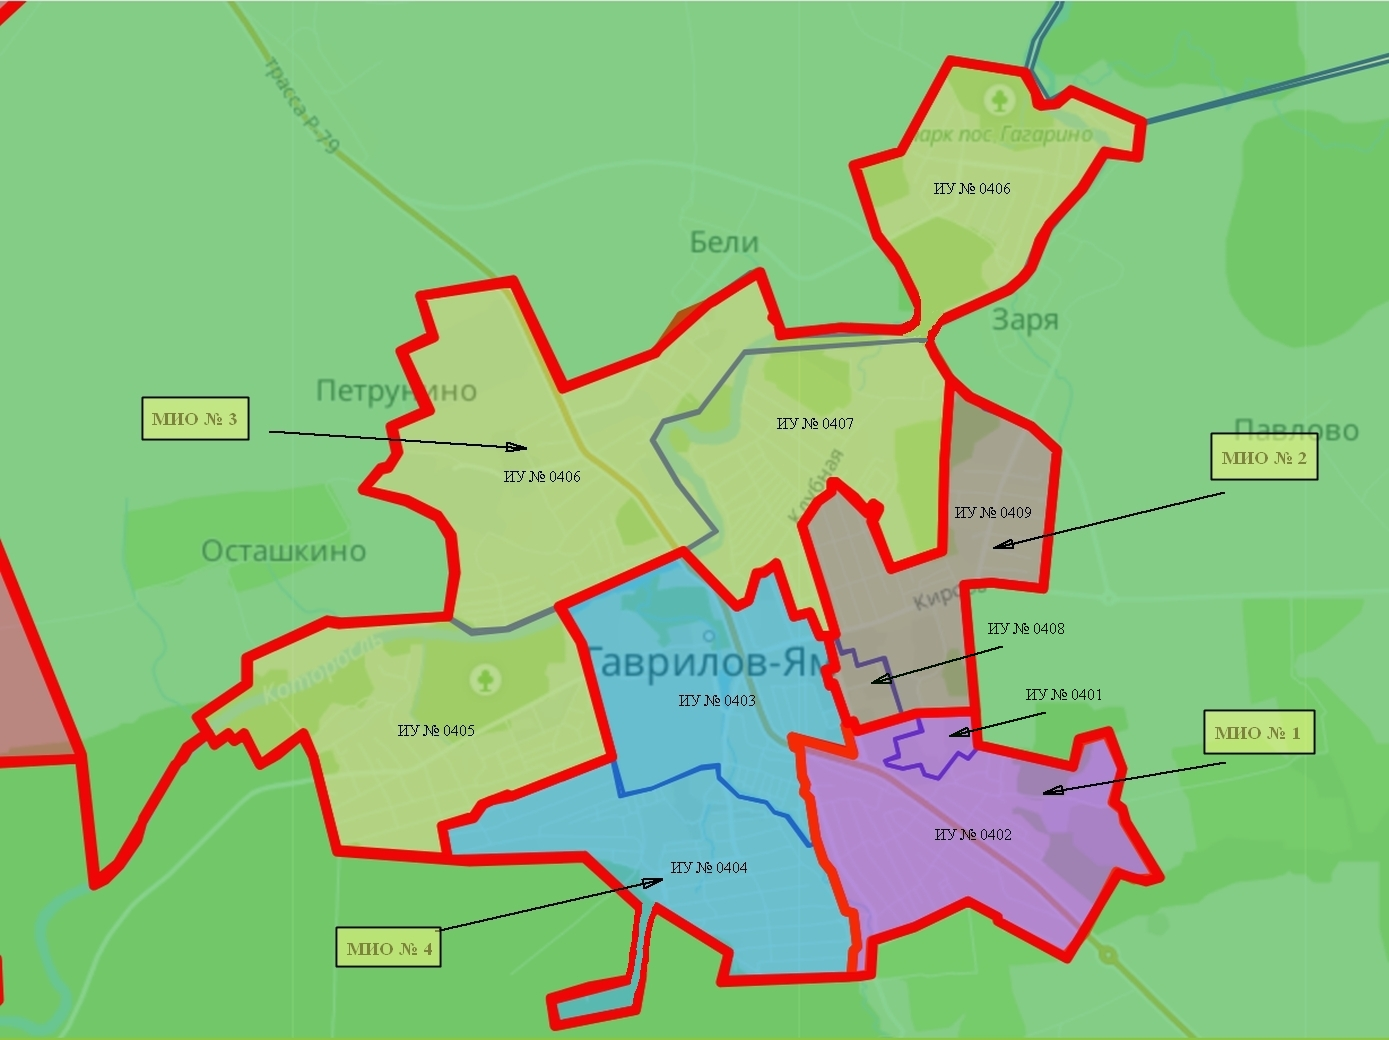 трасса Р-79
парк пос. Гагарино
ИУ № 0406
Бели
Заря
Петрунино
МИО № 3
ИУ № 0407
Павлово
МИО № 2
ИУ № 0406
Клубная
ИУ № 0409
Осташкино
Киров
ИУ № 0408
Которосль
Гаврилов-Ям
ИУ № 0403
ИУ № 0401
ИУ № 0405
МИО № 1
ИУ № 0402
ИУ № 0404
МИО № 4